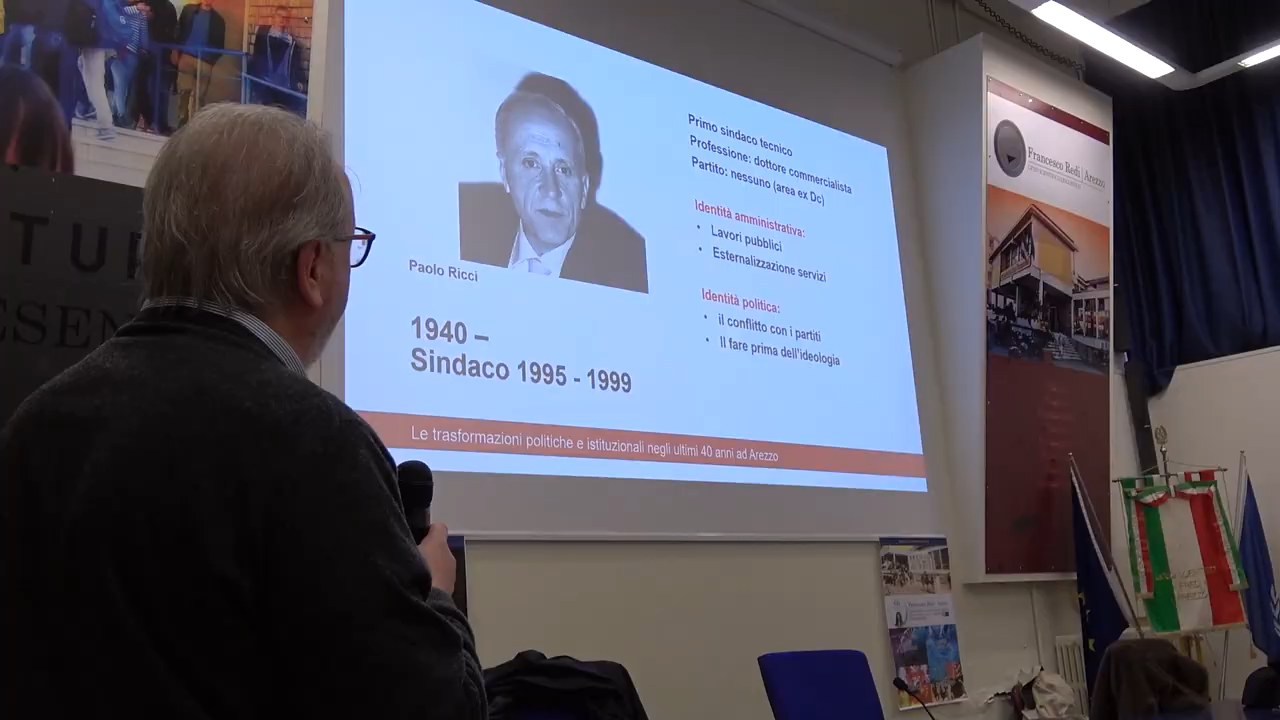 Primo sindaco tecnico
Professione: dottore commercialista
Partito: nessuno (area ex Dc)
Identità amministrativa:
• Lavori pubblici
• Esternalizzazione servizi
Identità politica:
• il conflitto con i partiti
• Il fare prima dell'ideologia
Paolo Ricci
1940 –
Sindaco 1995 - 1999
Le trasformazioni politiche e istituzionali negli ultimi 40 anni ad Arezzo
Francesco Redi | Arezzo